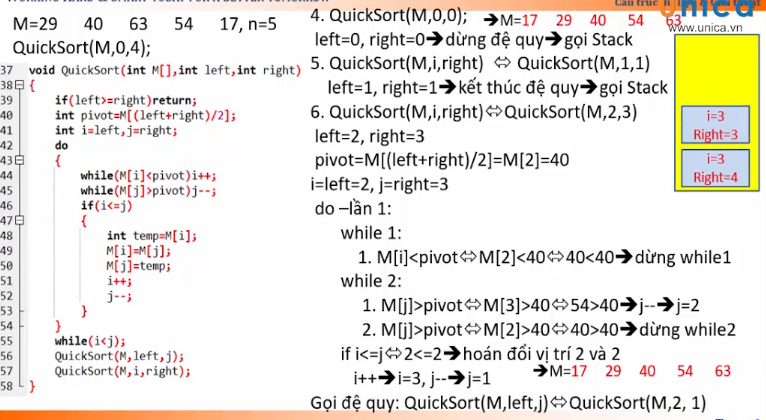 M=29 40 63 54 17, n=5
QuickSort(M,0,4);
37 void QuickSort(int M[],int left,int right)
38 {
39 if(left>=right)return;
40 int pivot=M[(left+right)/2];
41 int i=left,j=right;
42 do
43 {
44 while(M[i]<pivot)i++;
45 while(M[j]>pivot)j--;
46 if(i<=j)
47 {
48 int temp=M[i];
49 M[i]=M[j];
50 M[j]=temp;
51 i++;
52 j--;
53 }
54 }
55 while(i<j);
56 QuickSort(M,left,j);
57 QuickSort(M,i,right);
58 }
4. QuickSort(M,0,0); ➔M=17 29 40 54 63
left=0, right=0➔dừng đệ quy➔gọi Stack
5. QuickSort(M,i,right) ⇔ QuickSort(M,1,1)
left=1, right=1➔kết thúc đệ quy➔gọi Stack
6. QuickSort(M,i,right)⇔QuickSort(M,2,3)
left=2, right=3
pivot=M[(left+right)/2]=M[2]=40
i=left=2, j=right=3
do –lần 1:
while 1:
1. M[i]<pivot⇔M[2]<40⇔40<40➔dừng while1
while 2:
1. M[j]>pivot⇔M[3]>40⇔54>40➔j--➔j=2
2. M[j]>pivot⇔M[2]>40⇔40>40➔dừng while2
if i<=j⇔2<=2➔hoán đổi vị trí 2 và 2
i++➔i=3, j--➔j=1 ➔M=17 29 40 54 63
Gọi đệ quy: QuickSort(M,left,j)⇔QuickSort(M,2, 1)
unica
www.unica.vn
i=3
Right=3
i=3
Right=4